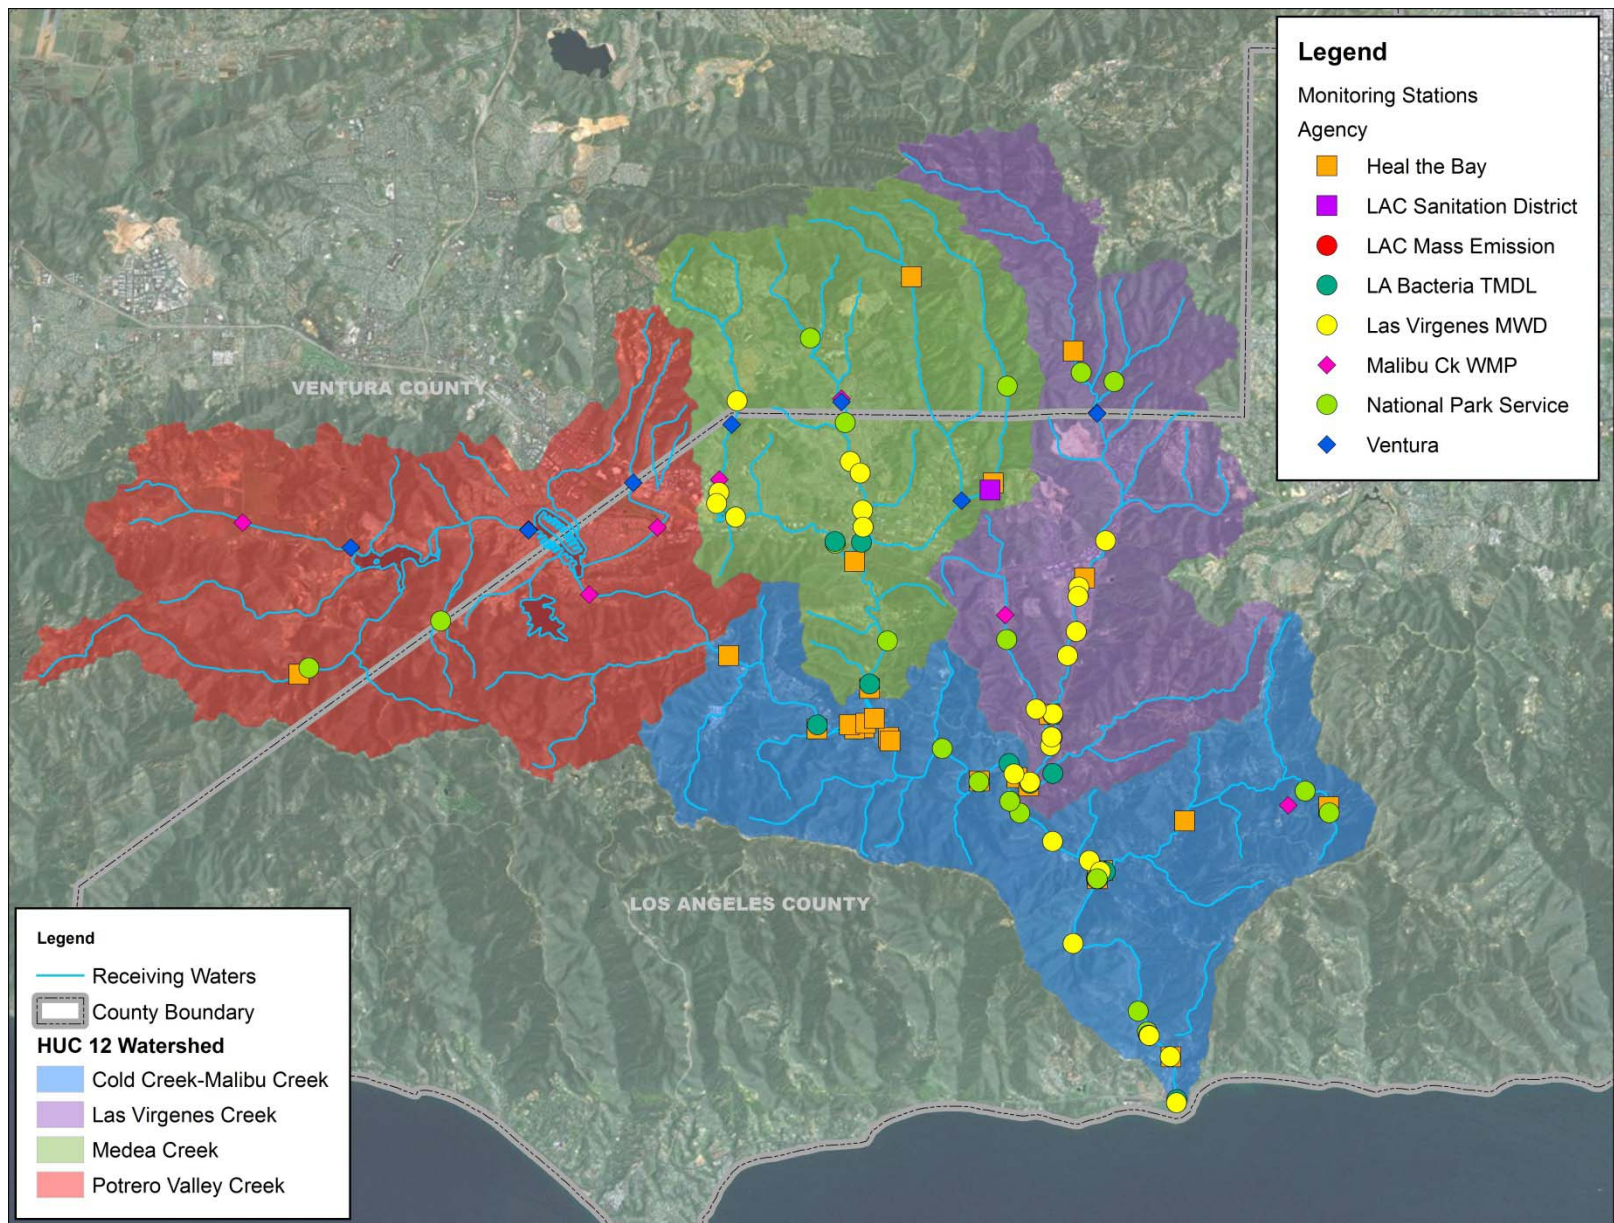 Legend
Monitoring Stations
Agency
Heal the Bay
LAC Sanitation District
LAC Mass Emission
LA Bacteria TMDL
Las Virgenes MWD
Malibu Ck WMP
National Park Service
Ventura
VENTURA COUNTY
LOS ANGELES COUNTY
Legend
Receiving Waters
County Boundary
HUC 12 Watershed
Cold Creek-Malibu Creek
Las Virgenes Creek
Medea Creek
Potrero Valley Creek